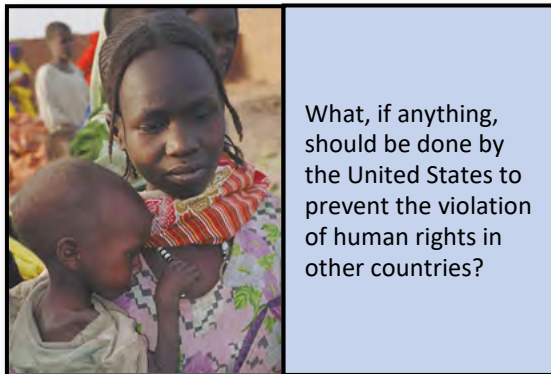 What, if anything,
should be done by
the United States to
prevent the violation
of human rights in
other countries?